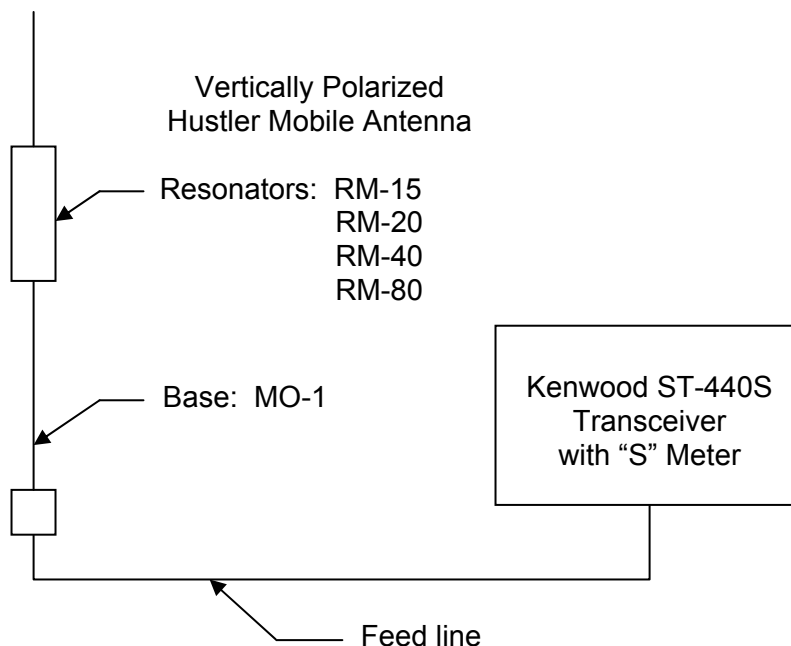 Vertically Polarized
Hustler Mobile Antenna
Resonators: RM-15
RM-20
RM-40
RM-80
Base: MO-1
Kenwood ST-440S
Transceiver
with “S” Meter
Feed line